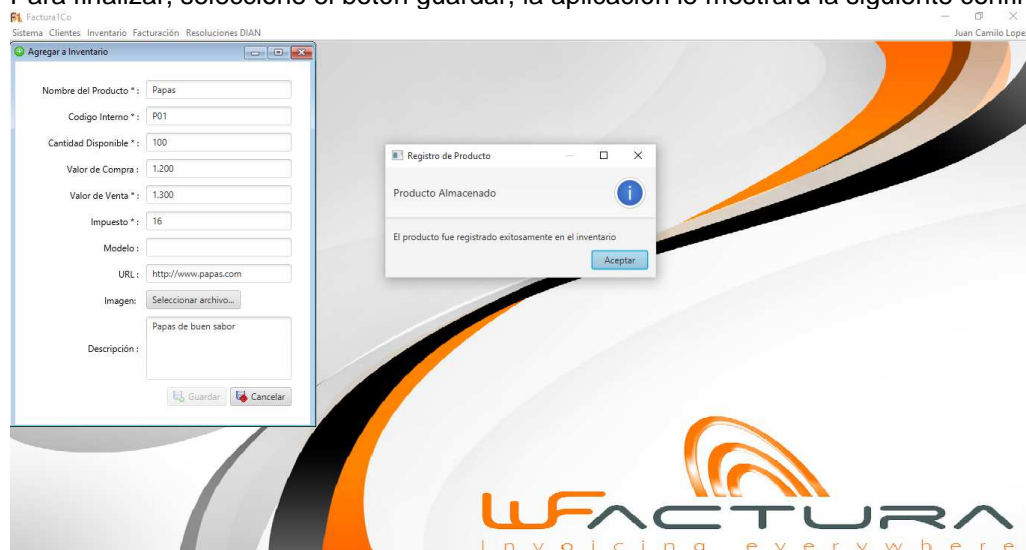 Para finalizar, seleccione el botón guardar, la aplicación le mostrará la siguiente
Factura1Co
Sistema Clientes Inventario Facturación Resoluciones DIAN
Juan Camilo Lope
Agregar a Inventario
Nombre del Producto * : Papas
Codigo Interno * : P01
Cantidad Disponible * : 100
Valor de Compra : 1.200
Valor de Venta * : 1.300
Impuesto * : 16
Modelo :
URL : http://www.papas.com
Imagen: Seleccionar archivo...
Descripción : Papas de buen sabor
Guardar Cancelar
Registro de Producto
Producto Almacenado
El producto fue registrado exitosamente en el inventario
Aceptar
WFACTURA
Invoicing everywhere